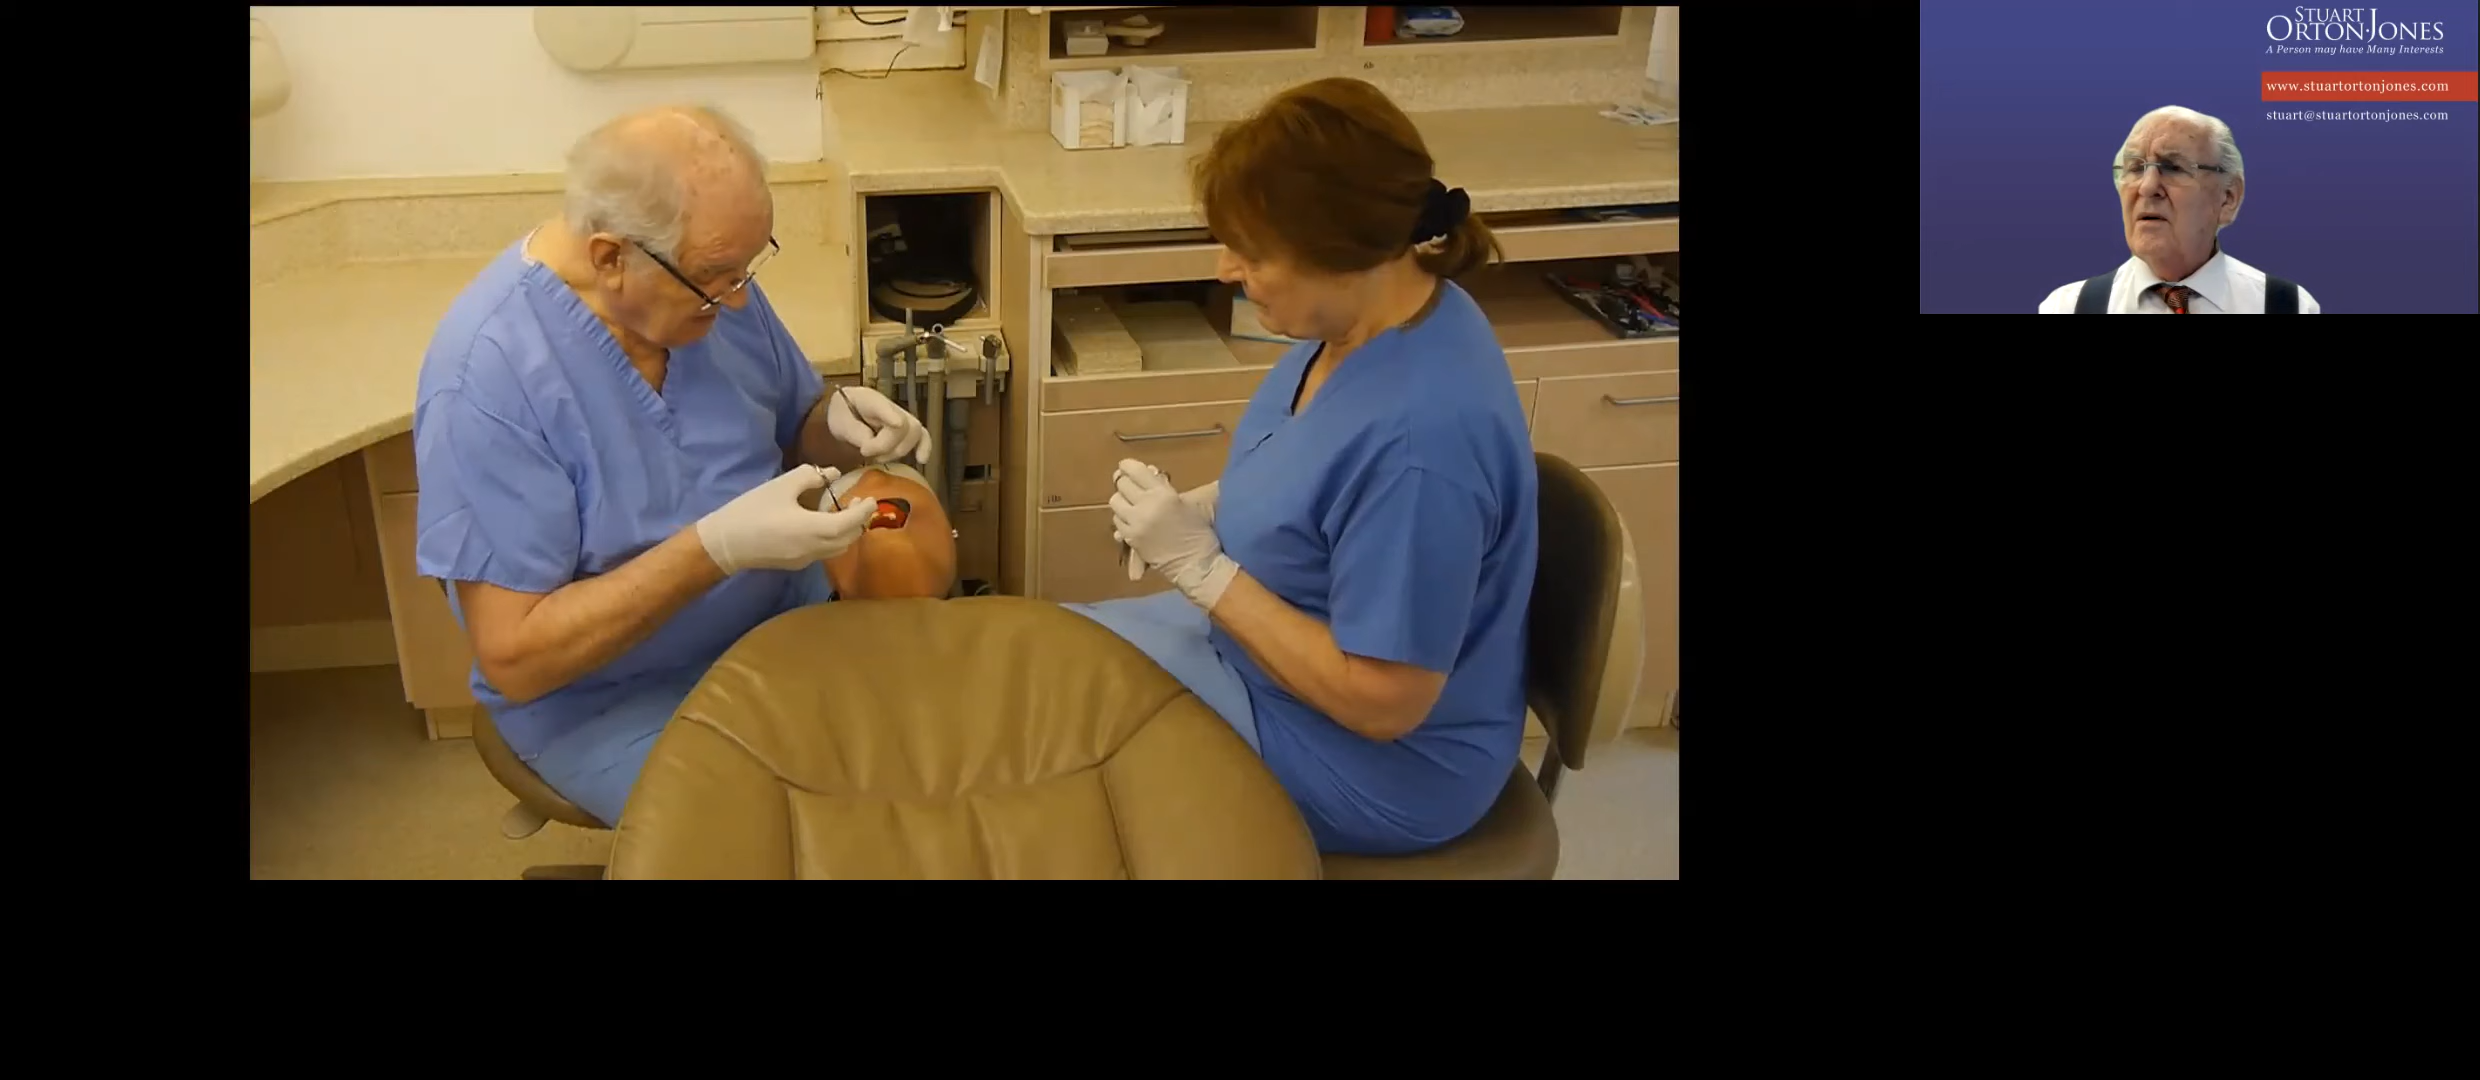 STUART
ORTON-JONES
A Person may have Many Interests
www.stuartortonjones.com
stuart@stuartortonjones.com